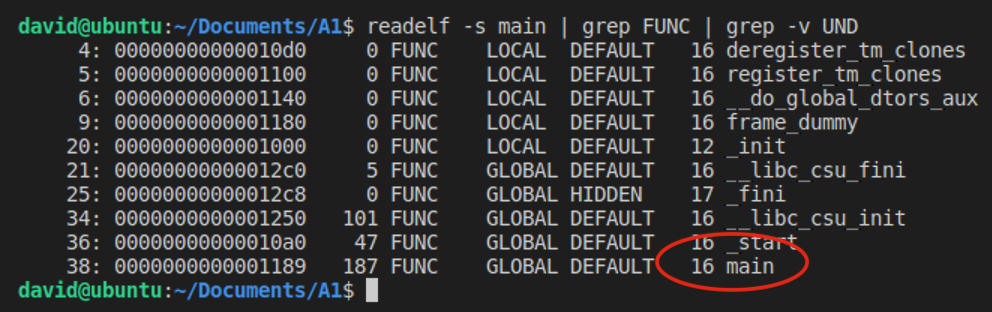 david@ubuntu:~/Documents/A1$ readelf -s main | grep FUNC | grep -v UND
4: 00000000000010d0 0 FUNC LOCAL DEFAULT 16 deregister_tm_clones
5: 0000000000001100 0 FUNC LOCAL DEFAULT 16 register_tm_clones
6: 0000000000001140 0 FUNC LOCAL DEFAULT 16 __do_global_dtors_aux
9: 0000000000001180 0 FUNC LOCAL DEFAULT 16 frame_dummy
20: 0000000000001000 0 FUNC LOCAL DEFAULT 12 _init
21: 00000000000012c0 5 FUNC GLOBAL DEFAULT 16 __libc_csu_fini
25: 00000000000012c8 0 FUNC GLOBAL HIDDEN 17 _fini
34: 0000000000001250 101 FUNC GLOBAL DEFAULT 16 __libc_csu_init
36: 00000000000010a0 47 FUNC GLOBAL DEFAULT 16 _start
38: 0000000000001189 187 FUNC GLOBAL DEFAULT 16 main
david@ubuntu:~/Documents/A1$